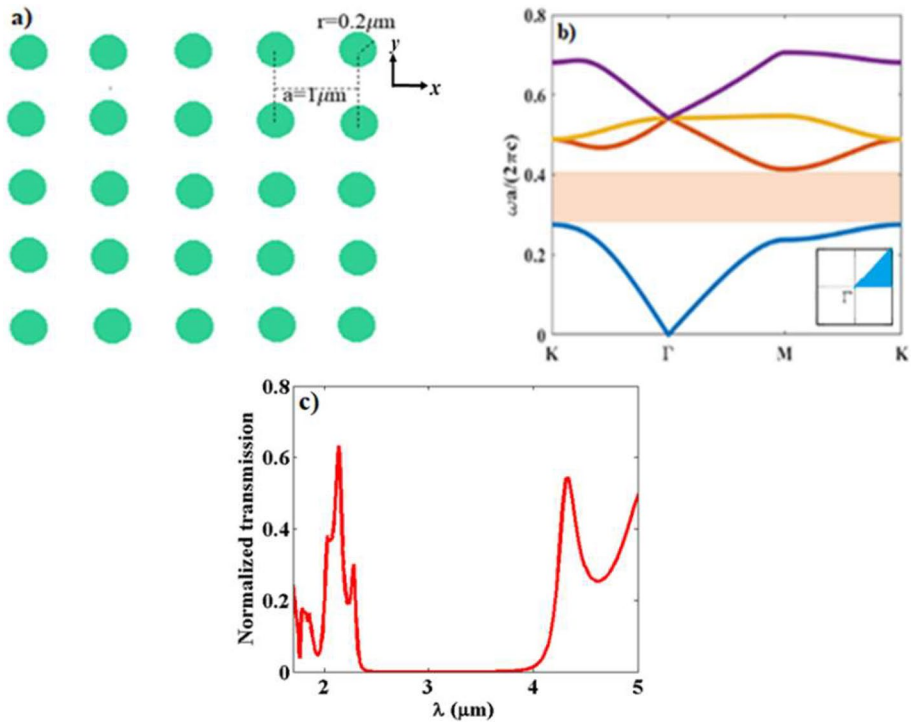 a)
r=0.2μm
y
x
a=1μm
b)
0.8
0.6
0.4
0.2
0
ωa/(2πc)
Γ
K Γ M K
c)
0.8
0.6
0.4
0.2
0
Normalized transmission
2 3 4 5
λ (μm)